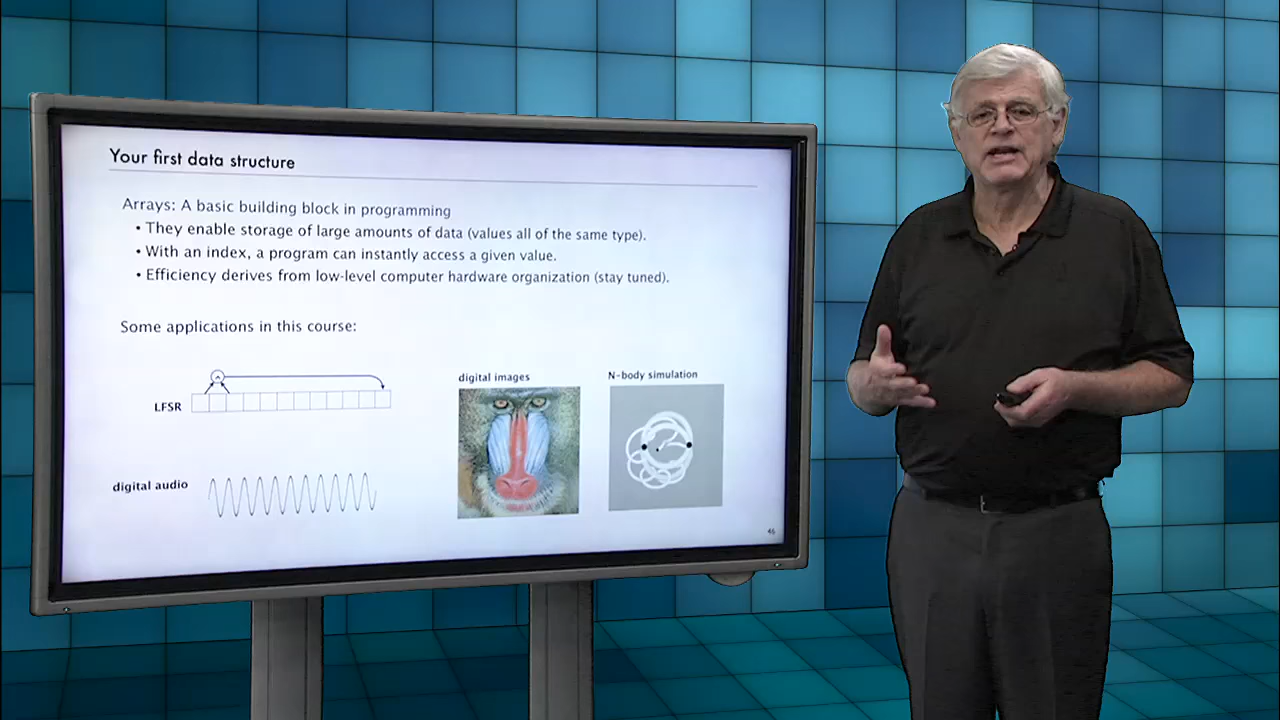 Your first data structure
Arrays: A basic building block in programming
• They enable storage of large amounts of data (values all of the same type).
• With an index, a program can instantly access a given value.
• Efficiency derives from low-level computer hardware organization (stay tuned).
Some applications in this course:
LFSR
^
digital images
N-body simulation
digital audio
46